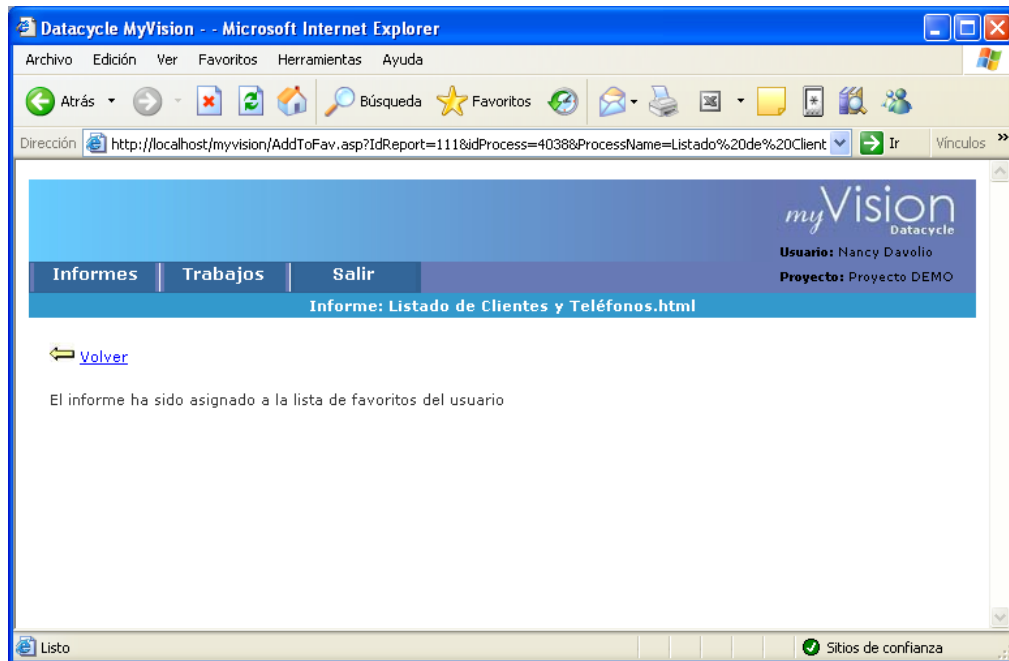 Datacycle MyVision - - Microsoft Internet Explorer
Archivo Edición Ver Favoritos Herramientas Ayuda
Atrás Búsqueda Favoritos
Dirección http://localhost/myvision/AddToFav.asp?IdReport=111&idProcess=4038&ProcessName=Listado%20de%20Client Ir Vínculos »
myVision
Datacycle
Usuario: Nancy Davolio
Informes Trabajos Salir Proyecto: Proyecto DEMO
Informe: Listado de Clientes y Teléfonos.html
Volver
El informe ha sido asignado a la lista de favoritos del usuario
Listo Sitios de confianza